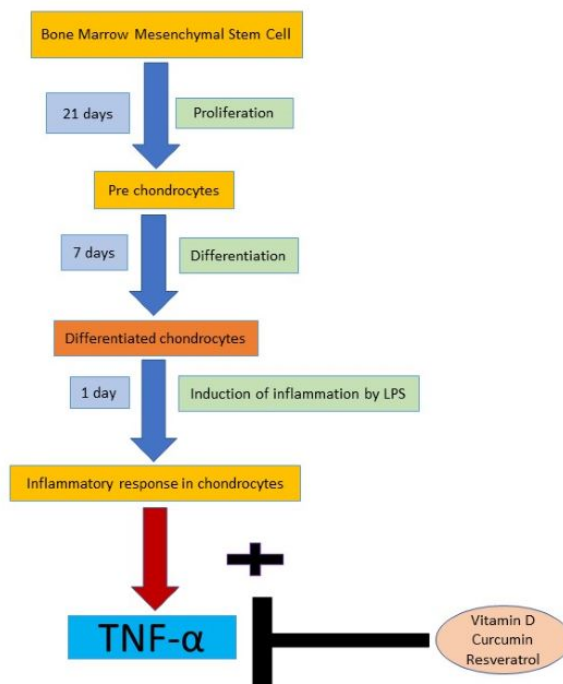 Bone Marrow Mesenchymal Stem Cell
21 days
Proliferation
Pre chondrocytes
7 days
Differentiation
Differentiated chondrocytes
1 day
Induction of inflammation by LPS
Inflammatory response in chondrocytes
TNF-α
Vitamin D
Curcumin
Resveratrol